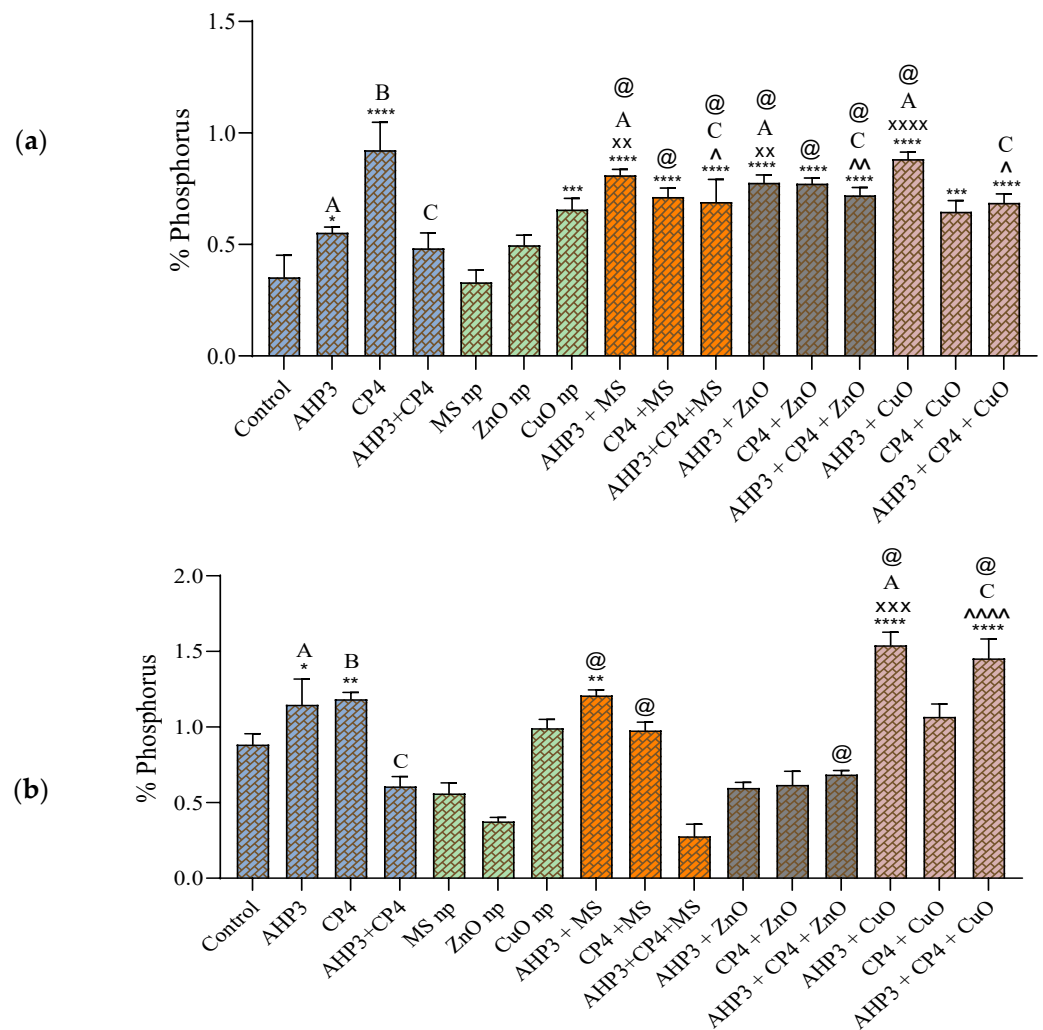 (a)
% Phosphorus
1.5
1.0
0.5
0.0
A
*
B
****
C
***
@
A
xx
****
@
****
@
C
^
****
@
A
xx
****
@
****
@
C
^^
****
@
A
xxxx
****
***
C
^
****
Control
AHP3
CP4
AHP3+CP4
MS np
ZnO np
CuO np
AHP3 + MS
CP4 +MS
AHP3+CP4+MS
AHP3 + ZnO
CP4 + ZnO
AHP3 + CP4 + ZnO
AHP3 + CuO
CP4 + CuO
AHP3 + CP4 + CuO
(b)
% Phosphorus
2.0
1.5
1.0
0.5
0.0
A
*
B
**
C
@
**
@
@
@
A
xxx
****
@
C
^^^^
****
Control
AHP3
CP4
AHP3+CP4
MS np
ZnO np
CuO np
AHP3 + MS
CP4 +MS
AHP3+CP4+MS
AHP3 + ZnO
CP4 + ZnO
AHP3 + CP4 + ZnO
AHP3 + CuO
CP4 + CuO
AHP3 + CP4 + CuO